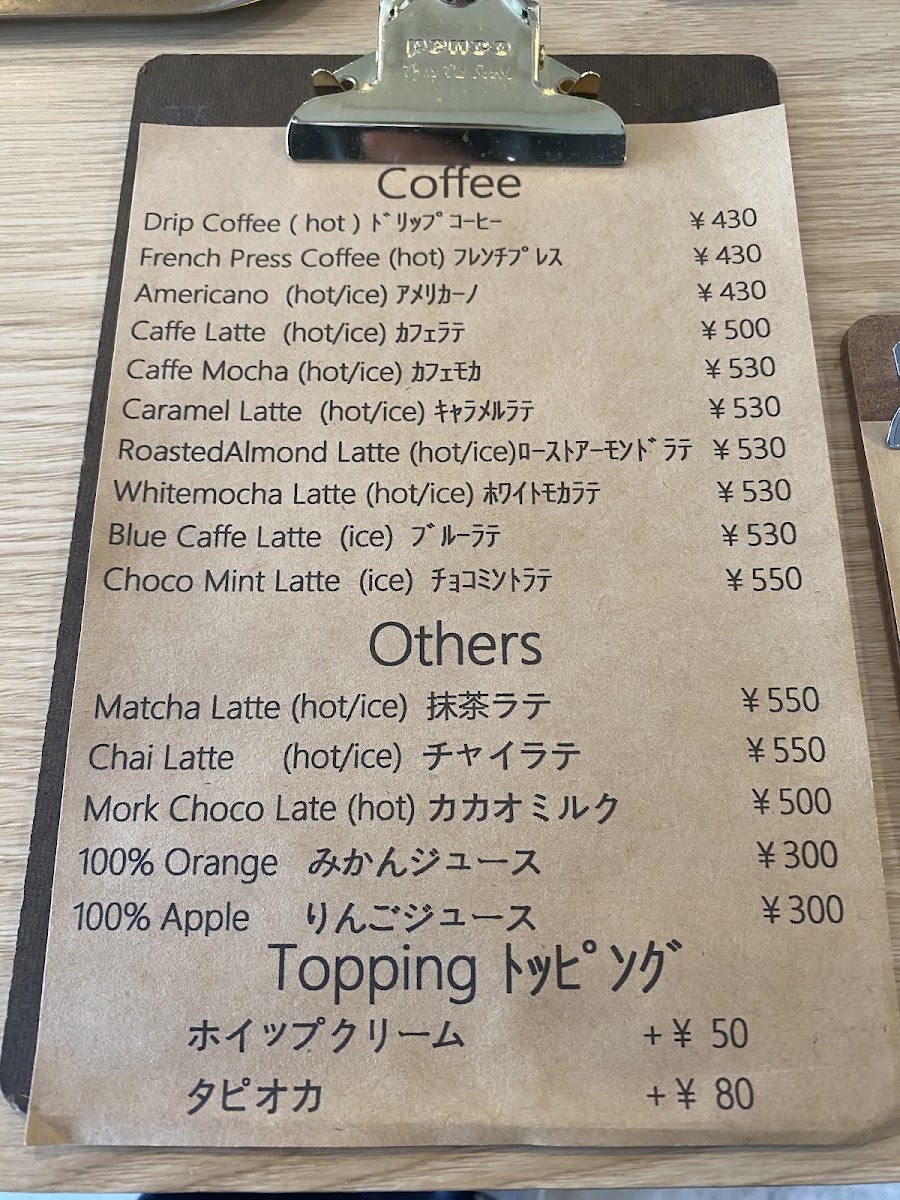 penco
Coffee
Drip Coffee ( hot ) ﾄﾞﾘｯﾌﾟｺｰﾋｰ ¥430
French Press Coffee (hot) ﾌﾚﾝﾁﾌﾟﾚｽ ¥430
Americano (hot/ice) ｱﾒﾘｶｰﾉ ¥430
Caffe Latte (hot/ice) ｶﾌｪﾗﾃ ¥500
Caffe Mocha (hot/ice) ｶﾌｪﾓｶ ¥530
Caramel Latte (hot/ice) ｷｬﾗﾒﾙﾗﾃ ¥530
RoastedAlmond Latte (hot/ice)ﾛｰｽﾄアｰﾓﾝﾄﾞﾗﾃ ¥530
Whitemocha Latte (hot/ice) ﾎﾜｲﾄﾓｶﾗﾃ ¥530
Blue Caffe Latte (ice) ﾌﾞﾙｰﾗﾃ ¥530
Choco Mint Latte (ice) ﾁｮｺﾐﾝﾄﾗﾃ ¥550
Others
Matcha Latte (hot/ice) 抹茶ラテ ¥550
Chai Latte (hot/ice) チャイラテ ¥550
Mork Choco Late (hot) カカオミルク ¥500
100% Orange みかんジュース ¥300
100% Apple りんごジュース ¥300
Topping ﾄｯﾋﾟﾝｸﾞ
ホイップクリーム +¥ 50
タピオカ +¥ 80